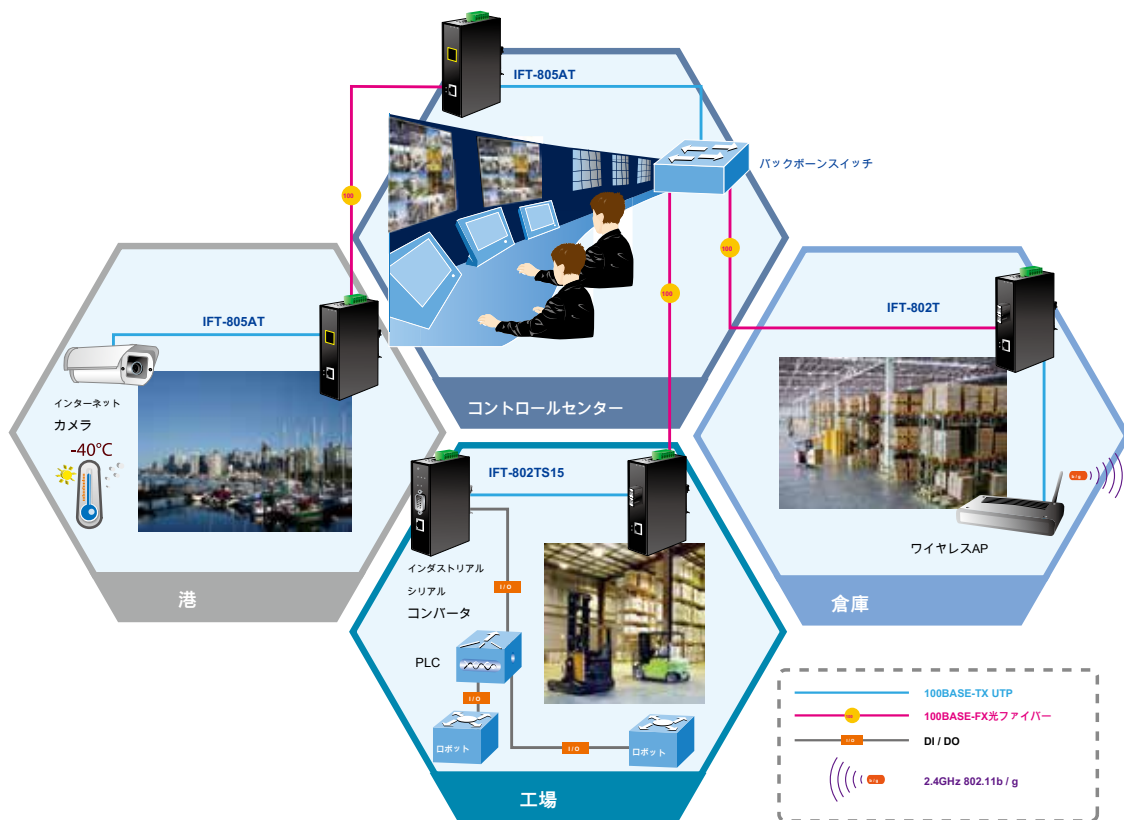 IFT-805AT
バックボーンスイッチ
100
100
100
コントロールセンター
IFT-805AT
インターネット
カメラ
-40°C
港
IFT-802T
b / g
ワイヤレスAP
倉庫
IFT-802TS15
インダストリアル
シリアル
コンバータ
I / O
PLC
I / O
I / O
ロボット
ロボット
工場
100BASE-TX UTP
100
100BASE-FX光ファイバー
I / O
DI / DO
b / g
2.4GHz 802.11b / g